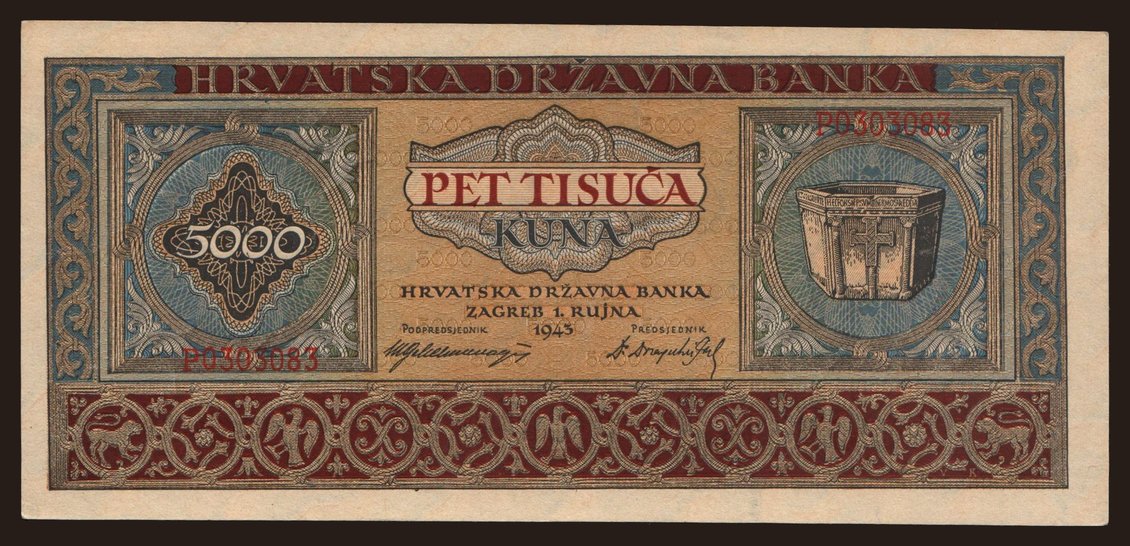 HRVATSKA DRŽAVNA BANKA
P0303083
PET TISUĆA
KUNA
5000
HRVATSKA DRŽAVNA BANKA
ZAGREB 1. RUJNA
1943
PODPREDSJEDNIK
PREDSJEDNIK
P0303083